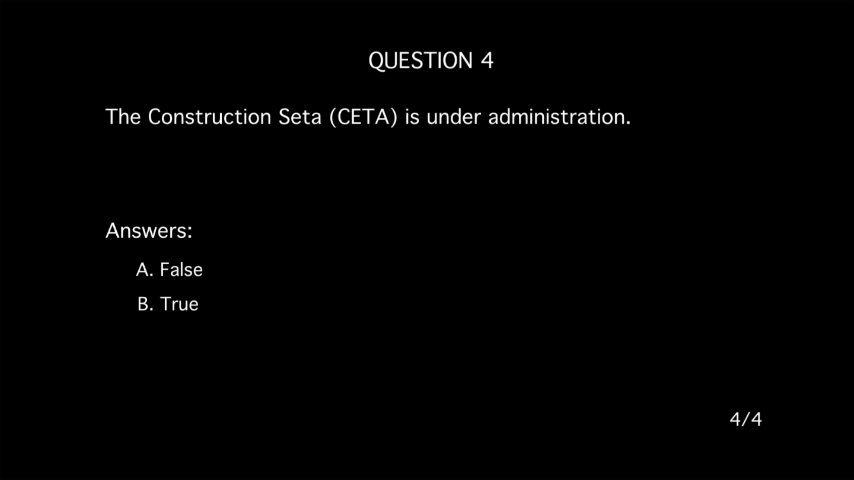 QUESTION 4
The Construction Seta (CETA) is under administration.
Answers:
A. False
B. True
4/4